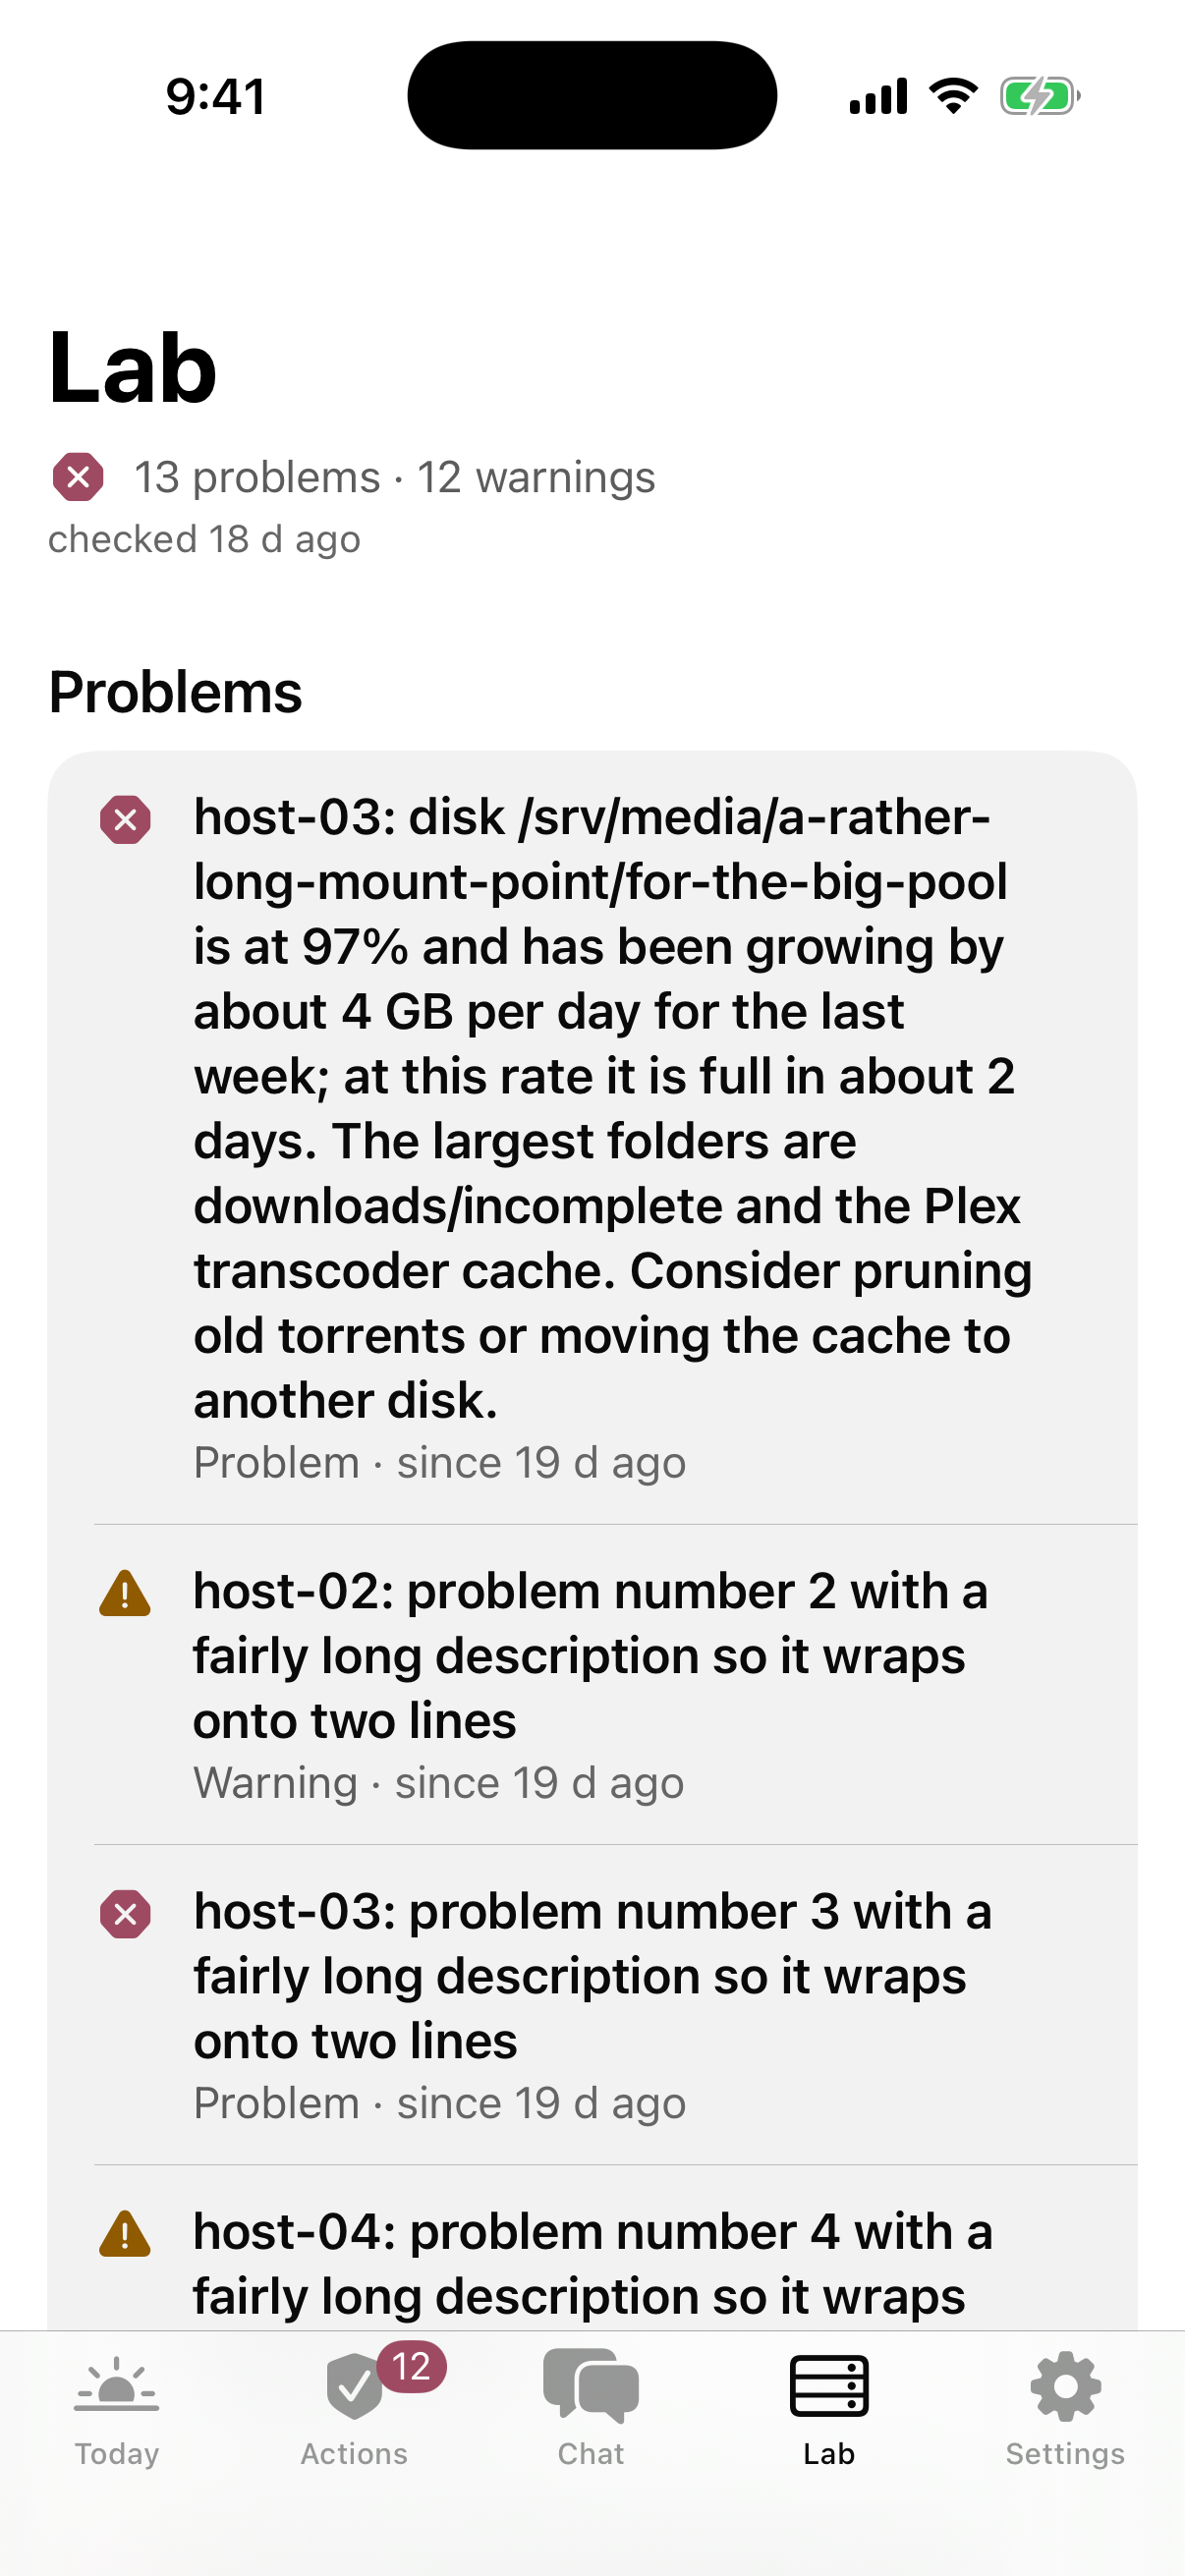 9:41
Lab
13 problems · 12 warnings
checked 18 d ago
Problems
host-03: disk /srv/media/a-rather-
long-mount-point/for-the-big-pool
is at 97% and has been growing by
about 4 GB per day for the last
week; at this rate it is full in about 2
days. The largest folders are
downloads/incomplete and the Plex
transcoder cache. Consider pruning
old torrents or moving the cache to
another disk.
Problem · since 19 d ago
host-02: problem number 2 with a
fairly long description so it wraps
onto two lines
Warning · since 19 d ago
host-03: problem number 3 with a
fairly long description so it wraps
onto two lines
Problem · since 19 d ago
host-04: problem number 4 with a
fairly long description so it wraps
12
Today
Actions
Chat
Lab
Settings